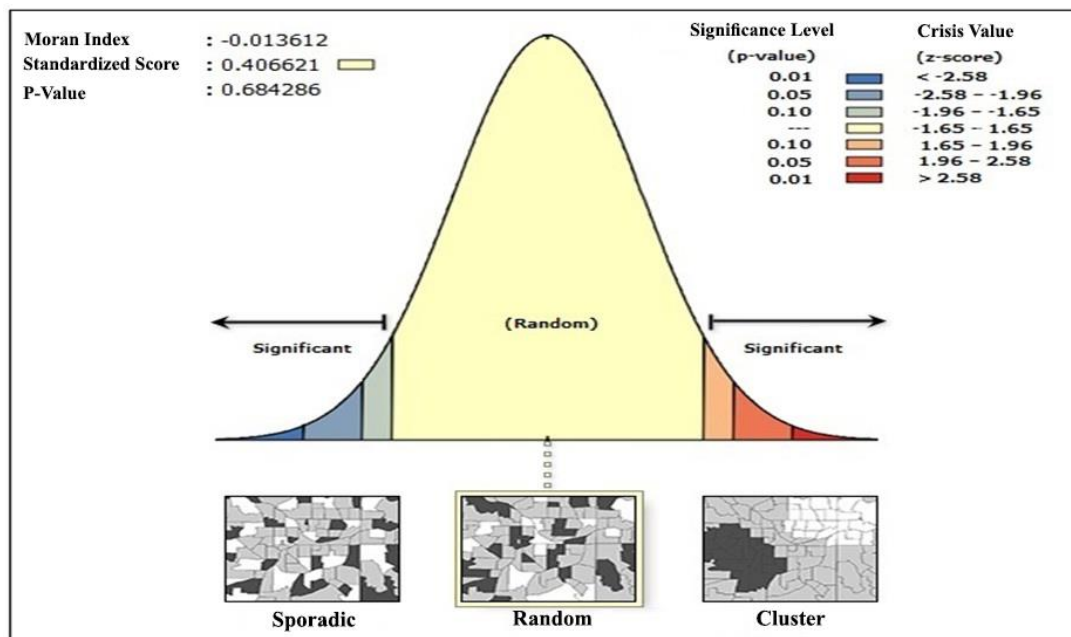 Moran Index : -0.013612
Standardized Score : 0.406621
P-Value : 0.684286
Significance Level Crisis Value
(p-value) (z-score)
0.01 < -2.58
0.05 -2.58 - -1.96
0.10 -1.96 - -1.65
--- -1.65 - 1.65
0.10 1.65 - 1.96
0.05 1.96 - 2.58
0.01 > 2.58
(Random)
Significant Significant
Sporadic Random Cluster